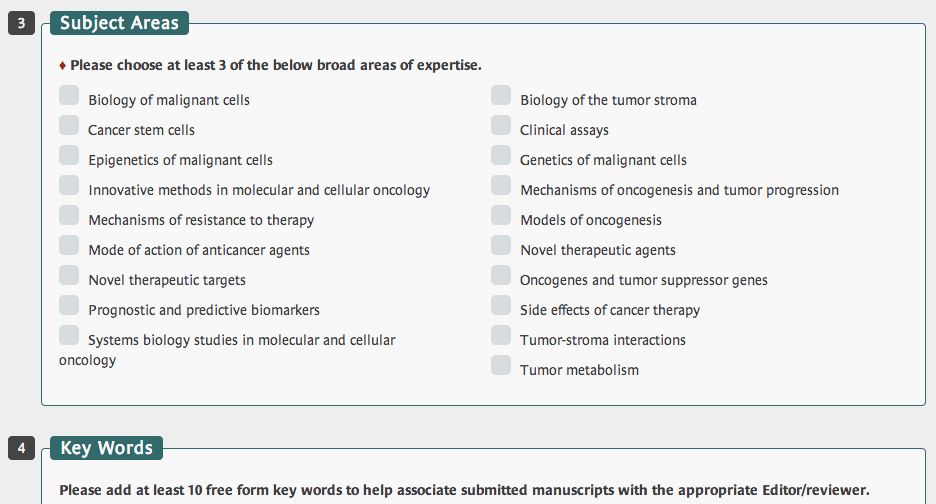 3 Subject Areas
♦ Please choose at least 3 of the below broad areas of expertise.
Biology of malignant cells
Cancer stem cells
Epigenetics of malignant cells
Innovative methods in molecular and cellular oncology
Mechanisms of resistance to therapy
Mode of action of anticancer agents
Novel therapeutic targets
Prognostic and predictive biomarkers
Systems biology studies in molecular and cellular
oncology
Biology of the tumor stroma
Clinical assays
Genetics of malignant cells
Mechanisms of oncogenesis and tumor progression
Models of oncogenesis
Novel therapeutic agents
Oncogenes and tumor suppressor genes
Side effects of cancer therapy
Tumor-stroma interactions
Tumor metabolism
4 Key Words
Please add at least 10 free form key words to help associate submitted manuscripts with the appropriate Editor/reviewer.